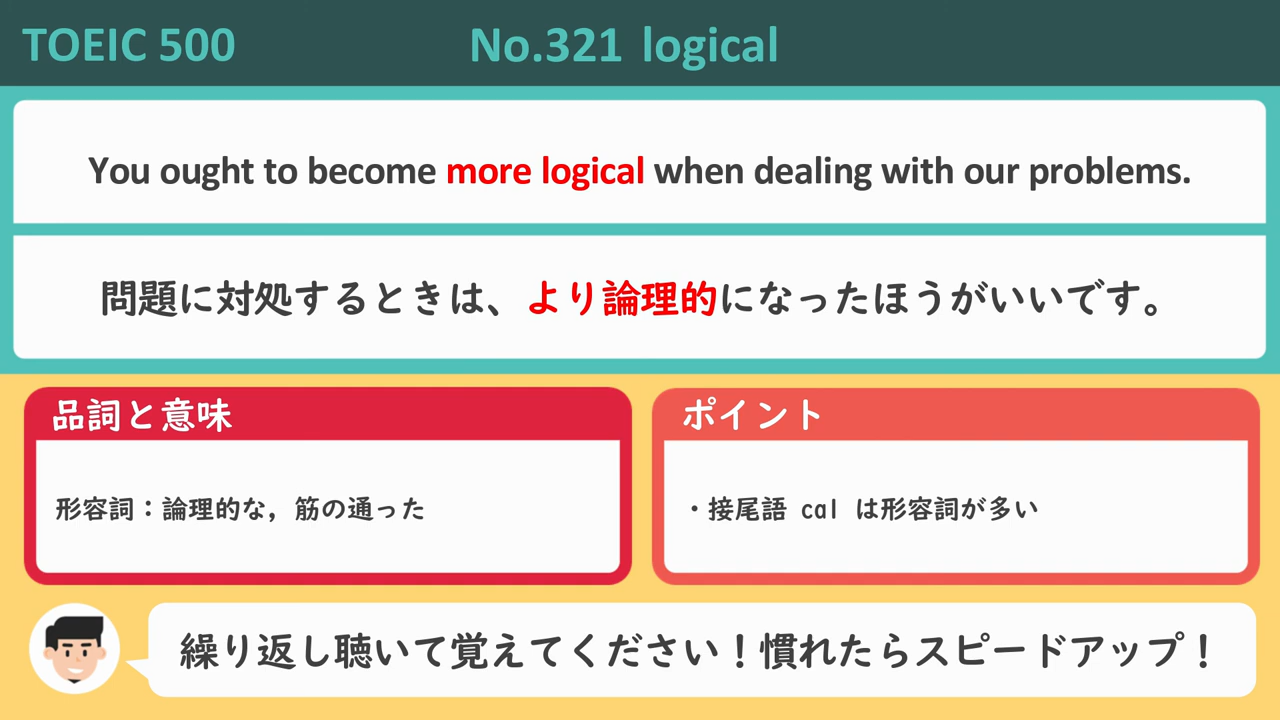 TOEIC 500
No.321 logical
You ought to become more logical when dealing with our problems.
問題に対処するときは、より論理的になったほうがいいです。
品詞と意味
形容詞：論理的な，筋の通った
ポイント
・接尾語 cal は形容詞が多い
繰り返し聴いて覚えてください！慣れたらスピードアップ！